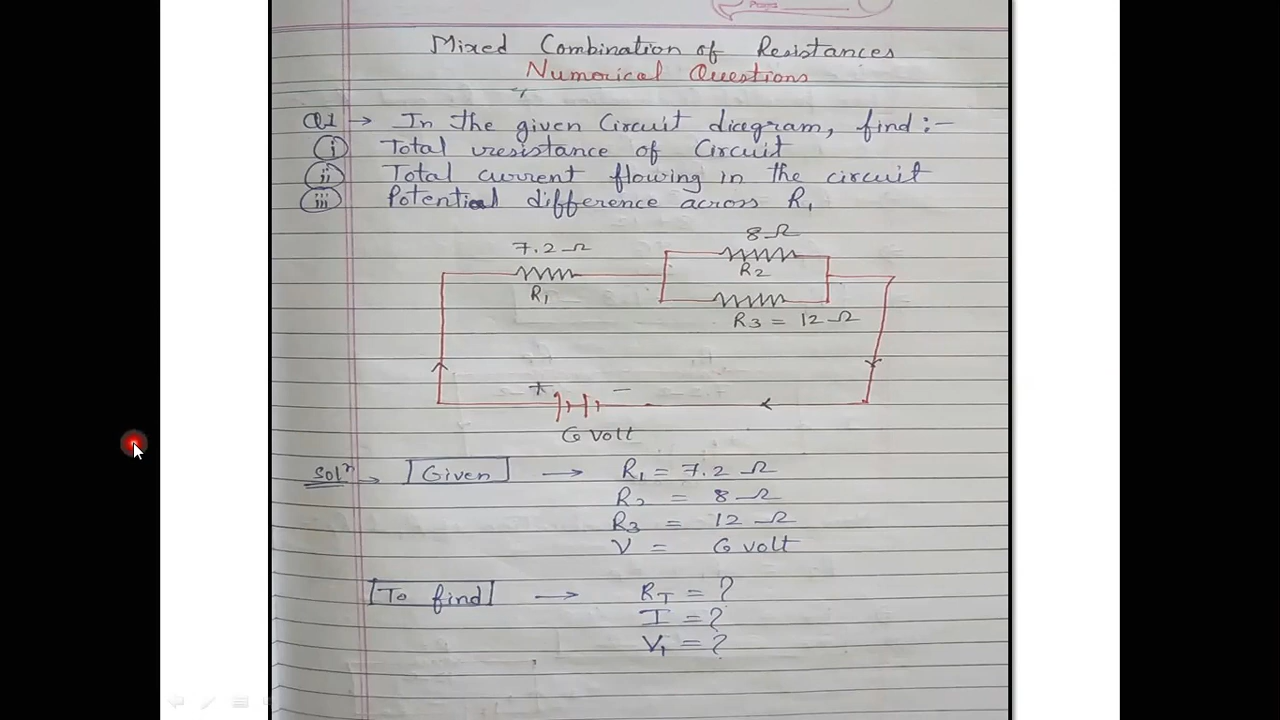 Mixed Combination of Resistances
Numerical Questions
Q1 → In the given Circuit diagram, find :-
(i) Total resistance of Circuit
(ii) Total current flowing in the circuit
(iii) Potential difference across R₁
8 Ω
7.2 Ω
R₂
R₁
R₃ = 12 Ω
+ −
6 volt
Solⁿ → Given → R₁ = 7.2 Ω
R₂ = 8 Ω
R₃ = 12 Ω
V = 6 volt
To find → R_T = ?
I = ?
V₁ = ?